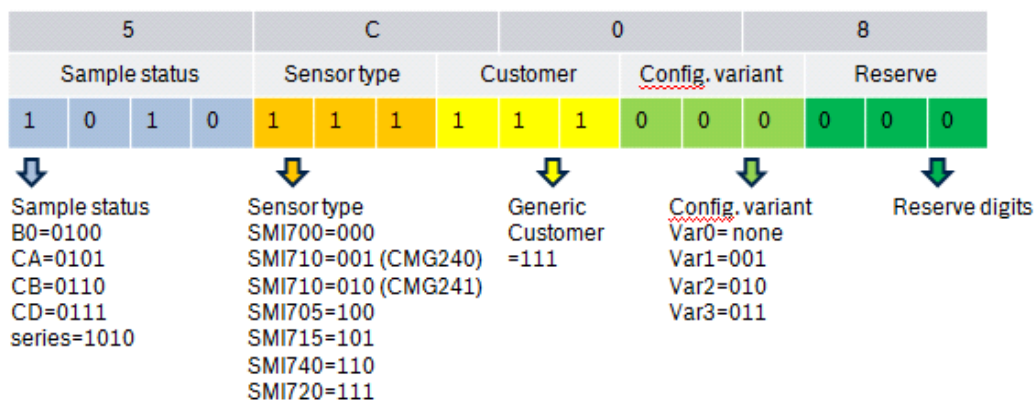 5 C 0 8
Sample status Sensor type Customer Config. variant Reserve
1 0 1 0 1 1 1 1 1 1 0 0 0 0 0 0
Sample status
B0=0100
CA=0101
CB=0110
CD=0111
series=1010
Sensor type
SMI700=000
SMI710=001 (CMG240)
SMI710=010 (CMG241)
SMI705=100
SMI715=101
SMI740=110
SMI720=111
Generic
Customer
=111
Config. variant
Var0= none
Var1=001
Var2=010
Var3=011
Reserve digits